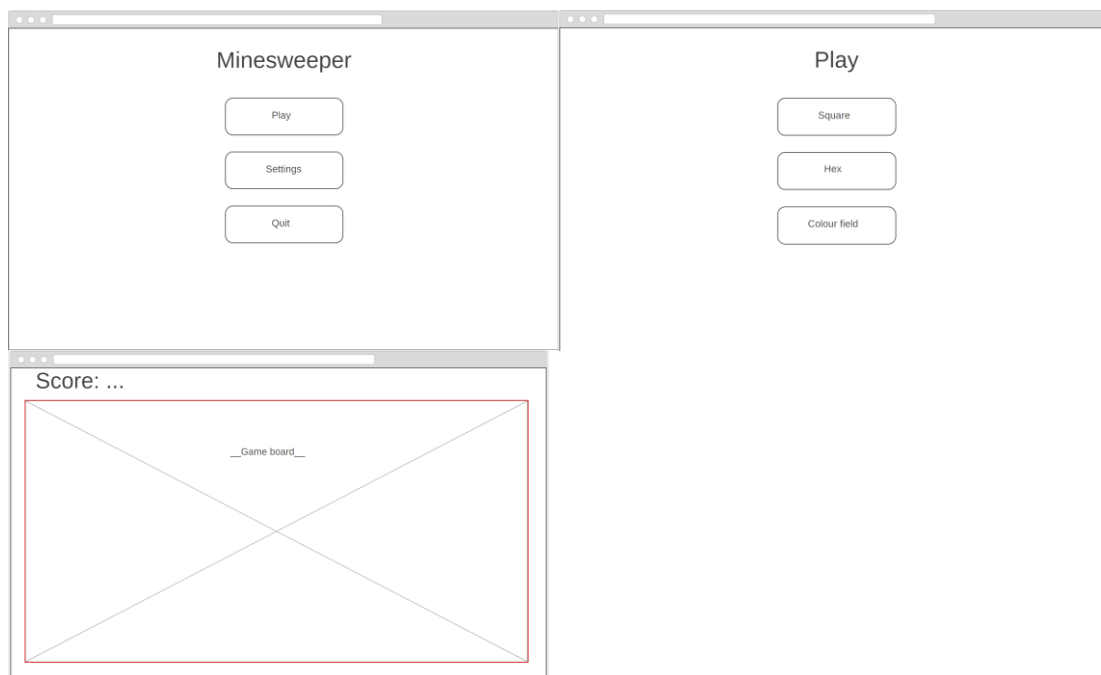 Minesweeper
Play
Settings
Quit
Play
Square
Hex
Colour field
Score: ...
__Game board__